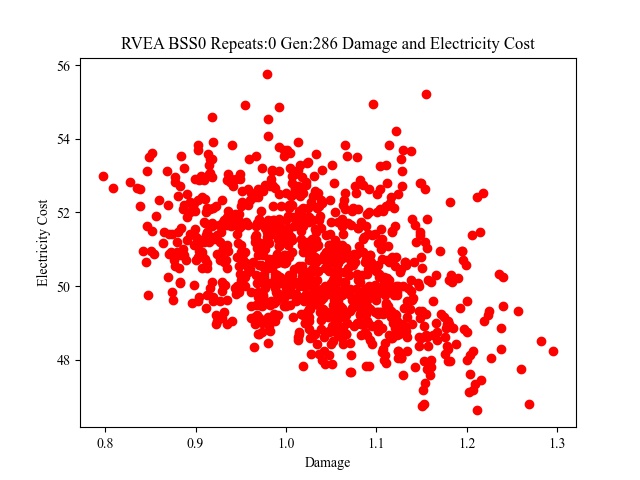 RVEA BSS0 Repeats:0 Gen:286 Damage and Electricity Cost
56
54
52
50
48
Electricity Cost
0.8 0.9 1.0 1.1 1.2 1.3
Damage